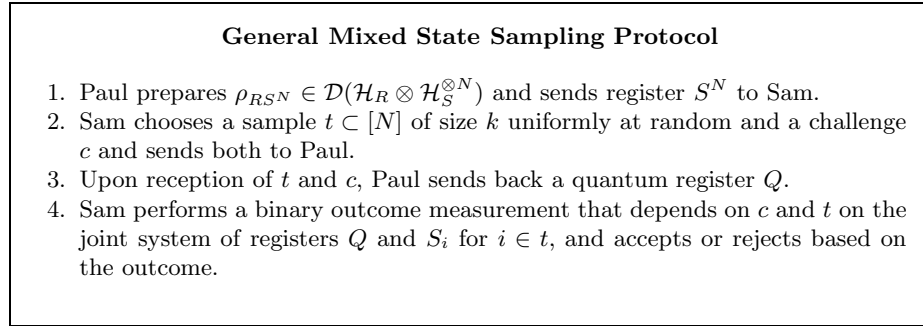 General Mixed State Sampling Protocol
1. Paul prepares ρ_{RS^N} ∈ 𝒟(ℋ_R ⊗ ℋ_S^{⊗N}) and sends register S^N to Sam.
2. Sam chooses a sample t ⊂ [N] of size k uniformly at random and a challenge
c and sends both to Paul.
3. Upon reception of t and c, Paul sends back a quantum register Q.
4. Sam performs a binary outcome measurement that depends on c and t on the
joint system of registers Q and S_i for i ∈ t, and accepts or rejects based on
the outcome.